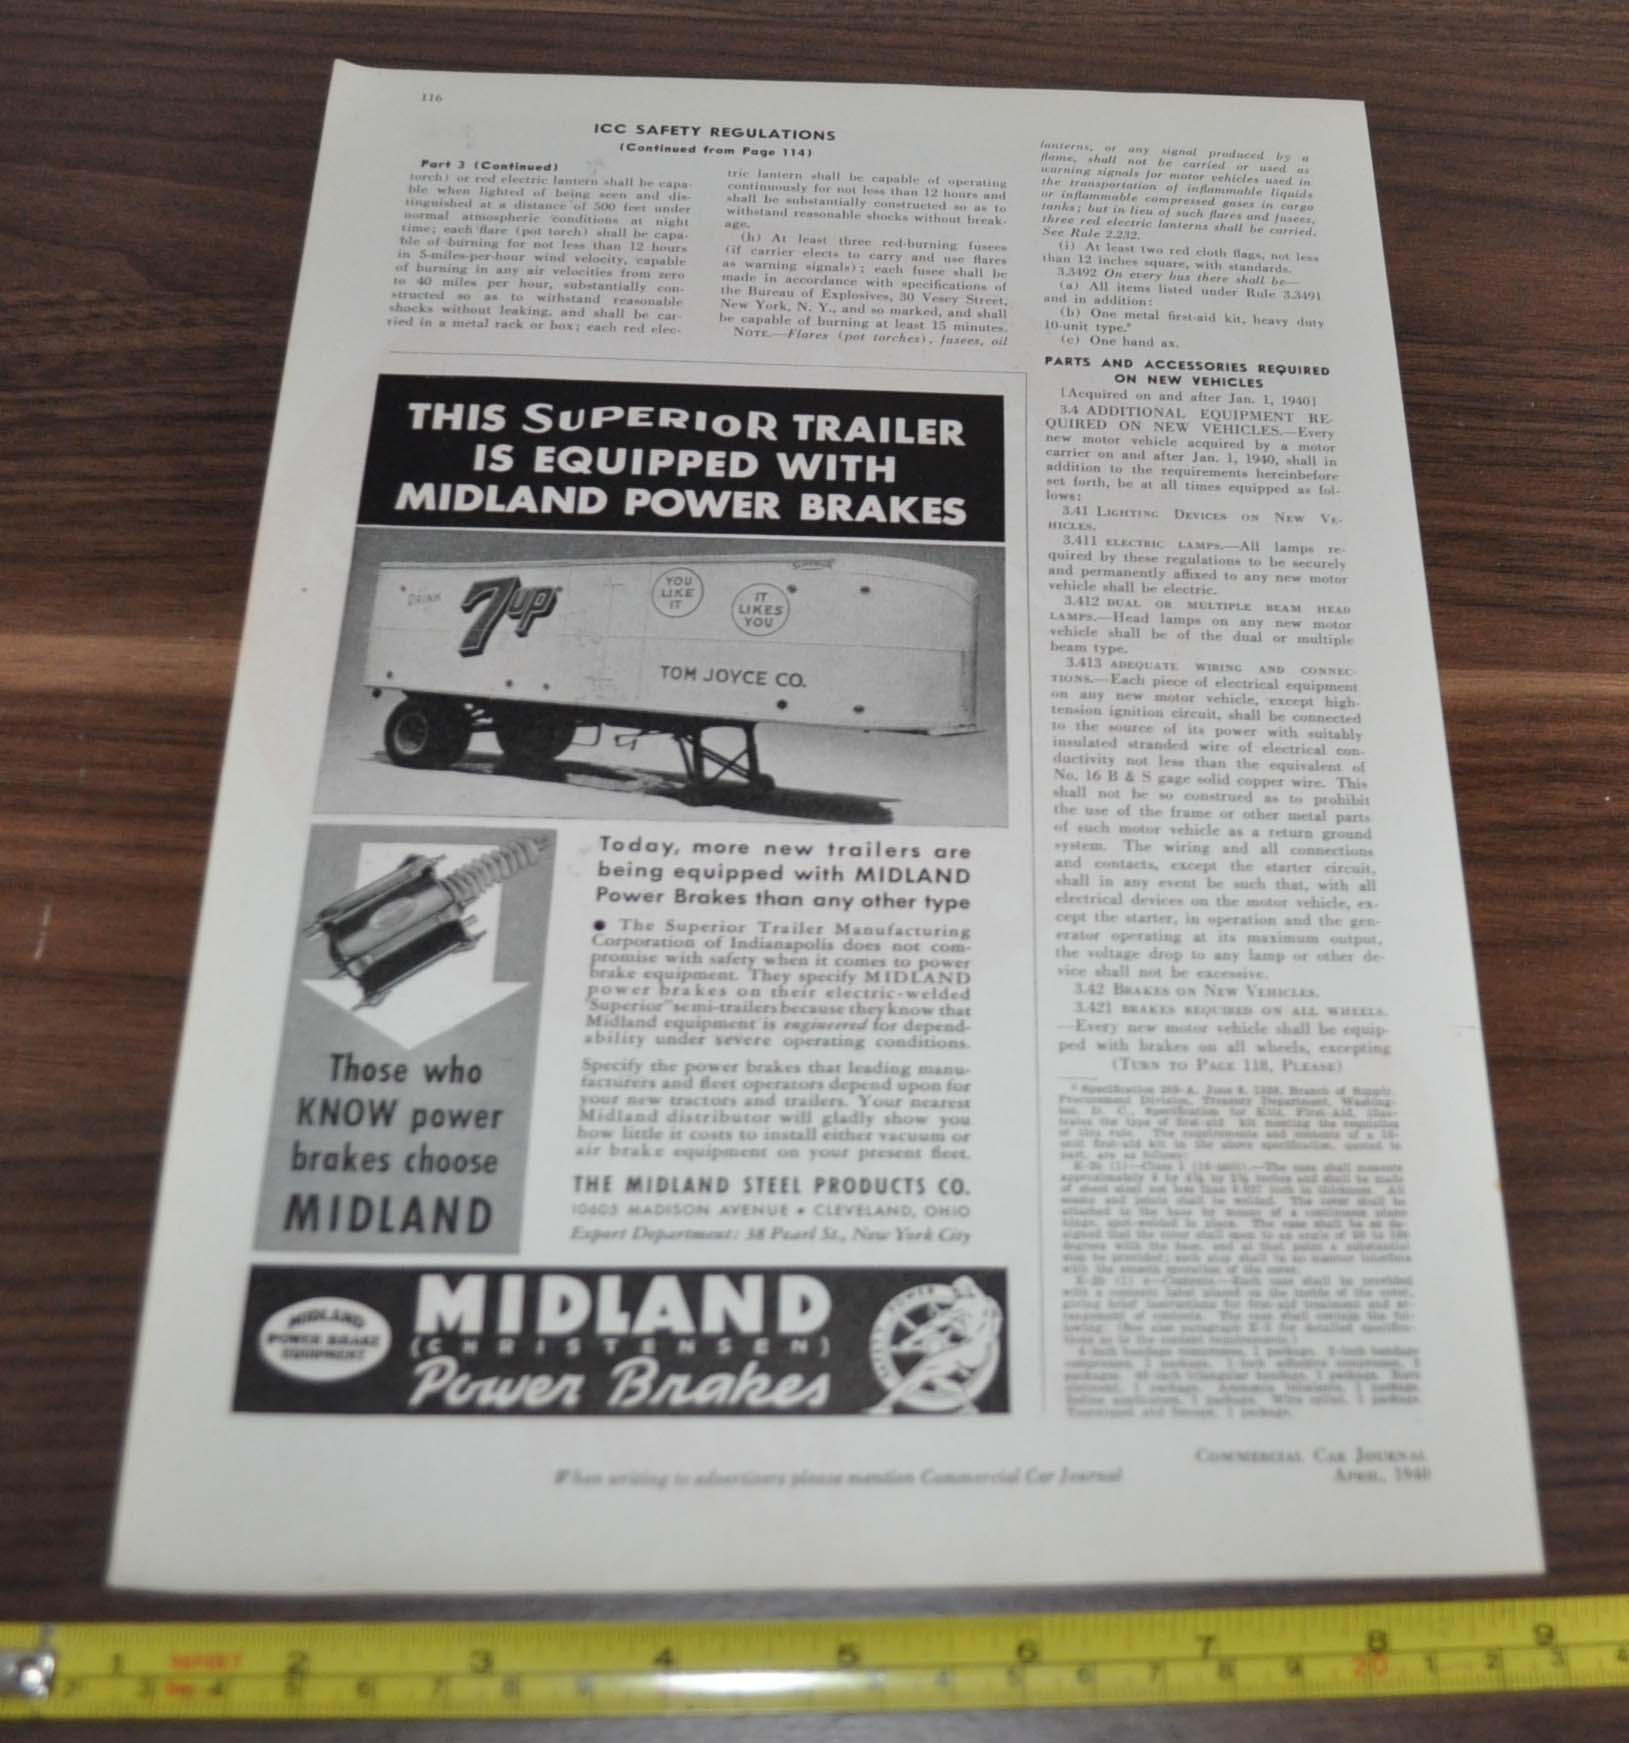 116
ICC SAFETY REGULATIONS
(Continued from Page 114)
Part 3 (Continued)
torch) or red electric lantern shall be capa-
ble when lighted of being seen and dis-
tinguished at a distance of 500 feet under
normal atmospheric conditions at night
time; each flare (pot torch) shall be capa-
ble of burning for not less than 12 hours
in 5-miles-per-hour wind velocity, capable
of burning in any air velocities from zero
to 40 miles per hour, substantially con-
structed so as to withstand reasonable
shocks without leaking, and shall be car-
ried in a metal rack or box; each red elec-
tric lantern shall be capable of operating
continuously for not less than 12 hours and
shall be substantially constructed so as to
withstand reasonable shocks without break-
age.
(h) At least three red-burning fusees
(if carrier elects to carry and use flares
as warning signals); each fusee shall be
made in accordance with specifications of
the Bureau of Explosives, 30 Vesey Street,
New York, N. Y., and so marked, and shall
be capable of burning at least 15 minutes.
NOTE.—Flares (pot torches), fusees, oil
lanterns, or any signal produced by a
flame, shall not be carried or used as
warning signals for motor vehicles used in
the transportation of inflammable liquids
or inflammable compressed gases in cargo
tanks; but in lieu of such flares and fusees,
three red electric lanterns shall be carried.
See Rule 2.232.
(i) At least two red cloth flags, not less
than 12 inches square, with standards.
3.3492 On every bus there shall be—
(a) All items listed under Rule 3.3491
and in addition:
(b) One metal first-aid kit, heavy duty
10-unit type.*
(c) One hand ax.
PARTS AND ACCESSORIES REQUIRED
ON NEW VEHICLES
[Acquired on and after Jan. 1, 1940]
3.4 ADDITIONAL EQUIPMENT RE-
QUIRED ON NEW VEHICLES.—Every
new motor vehicle acquired by a motor
carrier on and after Jan. 1, 1940, shall in
addition to the requirements hereinbefore
set forth, be at all times equipped as fol-
lows:
3.41 LIGHTING DEVICES ON NEW VE-
HICLES.
3.411 ELECTRIC LAMPS.—All lamps re-
quired by these regulations to be securely
and permanently affixed to any new motor
vehicle shall be electric.
3.412 DUAL OR MULTIPLE BEAM HEAD
LAMPS.—Head lamps on any new motor
vehicle shall be of the dual or multiple
beam type.
3.413 ADEQUATE WIRING AND CONNEC-
TIONS.—Each piece of electrical equipment
on any new motor vehicle, except high-
tension ignition circuit, shall be connected
to the source of its power with suitably
insulated stranded wire of electrical con-
ductivity not less than the equivalent of
No. 16 B & S gage solid copper wire. This
shall not be so construed as to prohibit
the use of the frame or other metal parts
of such motor vehicle as a return ground
system. The wiring and all connections
and contacts, except the starter circuit,
shall in any event be such that, with all
electrical devices on the motor vehicle, ex-
cept the starter, in operation and the gen-
erator operating at its maximum output,
the voltage drop to any lamp or other de-
vice shall not be excessive.
3.42 BRAKES ON NEW VEHICLES.
3.421 BRAKES REQUIRED ON ALL WHEELS.
—Every new motor vehicle shall be equip-
ped with brakes on all wheels, excepting
(TURN TO PAGE 118, PLEASE)
THIS SUPERIOR TRAILER
IS EQUIPPED WITH
MIDLAND POWER BRAKES
SUPERIOR
DRINK
7up
YOU
LIKE
IT
IT
LIKES
YOU
TOM JOYCE CO.
Those who
KNOW power
brakes choose
MIDLAND
Today, more new trailers are
being equipped with MIDLAND
Power Brakes than any other type
● The Superior Trailer Manufacturing
Corporation of Indianapolis does not com-
promise with safety when it comes to power
brake equipment. They specify MIDLAND
power brakes on their electric-welded
"Superior" semi-trailers because they know that
Midland equipment is engineered for depend-
ability under severe operating conditions.
Specify the power brakes that leading manu-
facturers and fleet operators depend upon for
your new tractors and trailers. Your nearest
Midland distributor will gladly show you
how little it costs to install either vacuum or
air brake equipment on your present fleet.
THE MIDLAND STEEL PRODUCTS CO.
10605 MADISON AVENUE • CLEVELAND, OHIO
Export Department: 38 Pearl St., New York City
MIDLAND
POWER BRAKE
EQUIPMENT
MIDLAND
(CHRISTENSEN)
Power Brakes
POWER
When writing to advertisers please mention Commercial Car Journal
COMMERCIAL CAR JOURNAL
APRIL, 1940
1 2 3 4 5 6 7 8 9
20